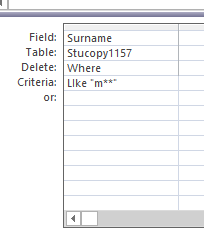 Field: Surname
Table: Stucopy1157
Delete: Where
Criteria: LIke "m**"
or: